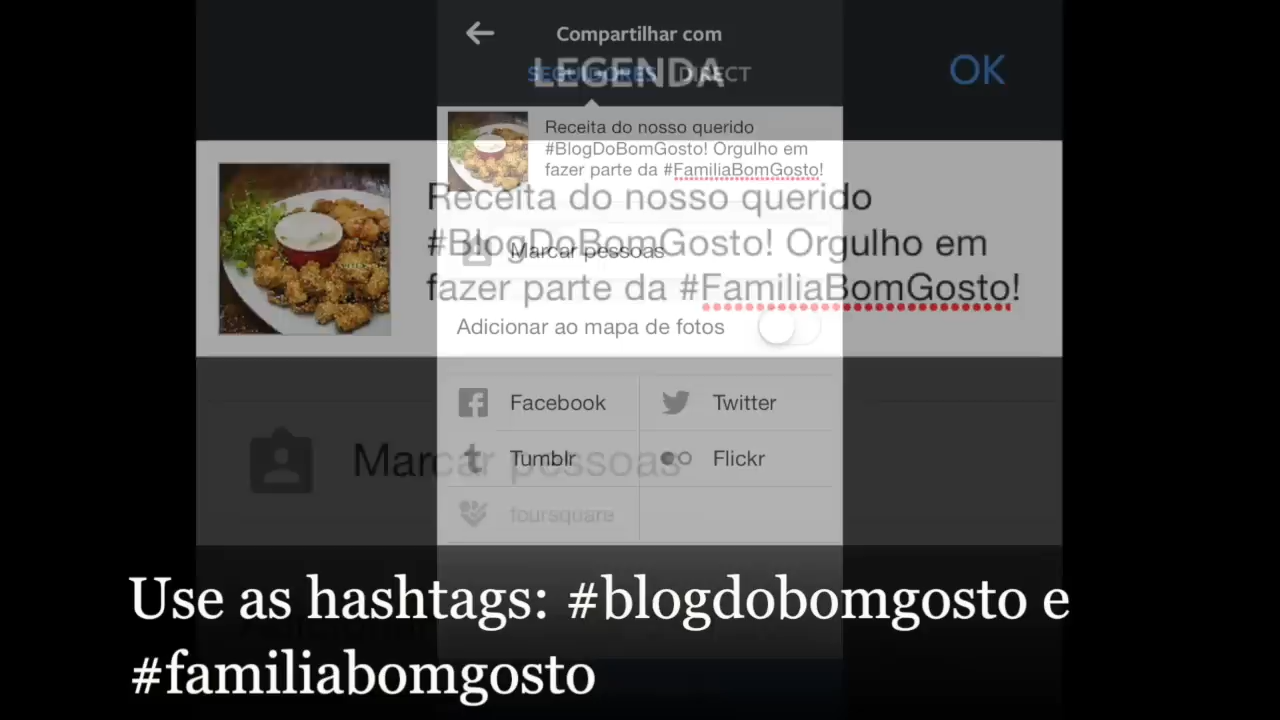 Compartilhar com
LEGENDA
SEGUIDORES
DIRECT
OK
Receita do nosso querido
#BlogDoBomGosto! Orgulho em
fazer parte da #FamiliaBomGosto!
Receita do nosso querido
#BlogDoBomGosto! Orgulho em
fazer parte da #FamiliaBomGosto!
Marcar pessoas
Adicionar ao mapa de fotos
Facebook
Twitter
Marcar pessoas
Tumblr
Flickr
foursquare
Use as hashtags: #blogdobomgosto e
#familiabomgosto